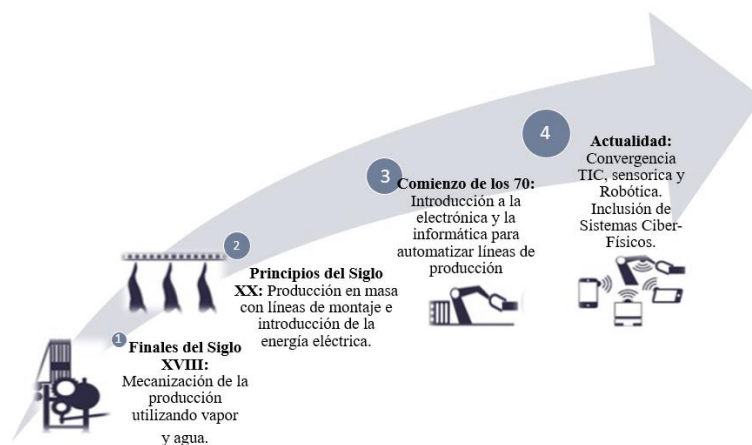 1
Finales del Siglo
XVIII:
Mecanización de la
producción
utilizando vapor
y agua.
2
Principios del Siglo
XX: Producción en masa
con líneas de montaje e
introducción de la
energía eléctrica.
3
Comienzo de los 70:
Introducción a la
electrónica y la
informática para
automatizar líneas de
producción
4
Actualidad:
Convergencia
TIC, sensorica y
Robótica.
Inclusión de
Sistemas Ciber-
Físicos.